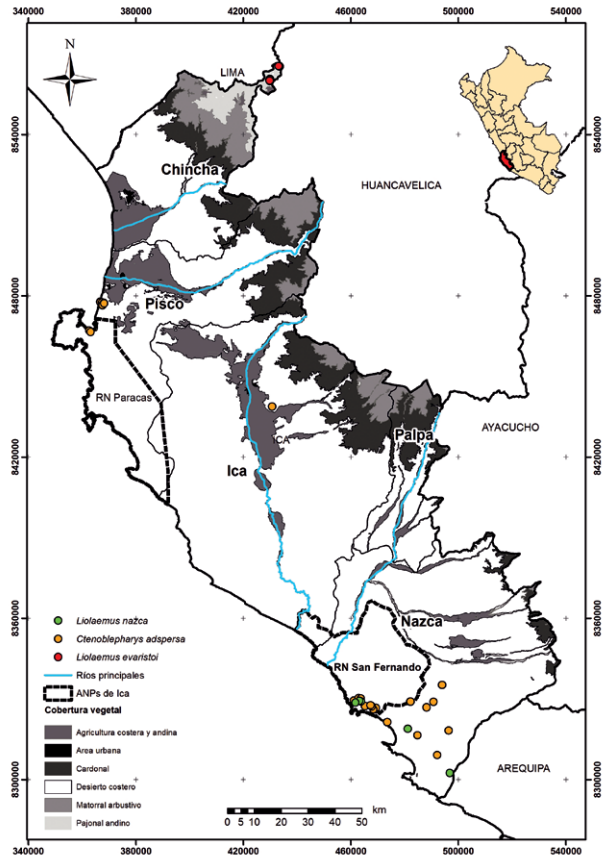 340000 420000 460000 500000 540000
N
LIMA
8540000
Chincha
HUANCAVELICA
8480000
Pisco
RN Paracas
ICA
Palpa
AYACUCHO
8420000
Ica
8360000
Nazca
RN San Fernando
Liolaemus nažca
Ctenoblepharys adspersa
Liolaemus evaristoi
Ríos principales
ANPs de Ica
Cobertura vegetal
Agricultura costera y andina
Area urbana
Cardonal
Desierto costero
Matorral arbustivo
Pajonal andino
AREQUIPA
8300000
0 5 10 20 30 40 50 km
340000 380000 420000 460000 500000 540000